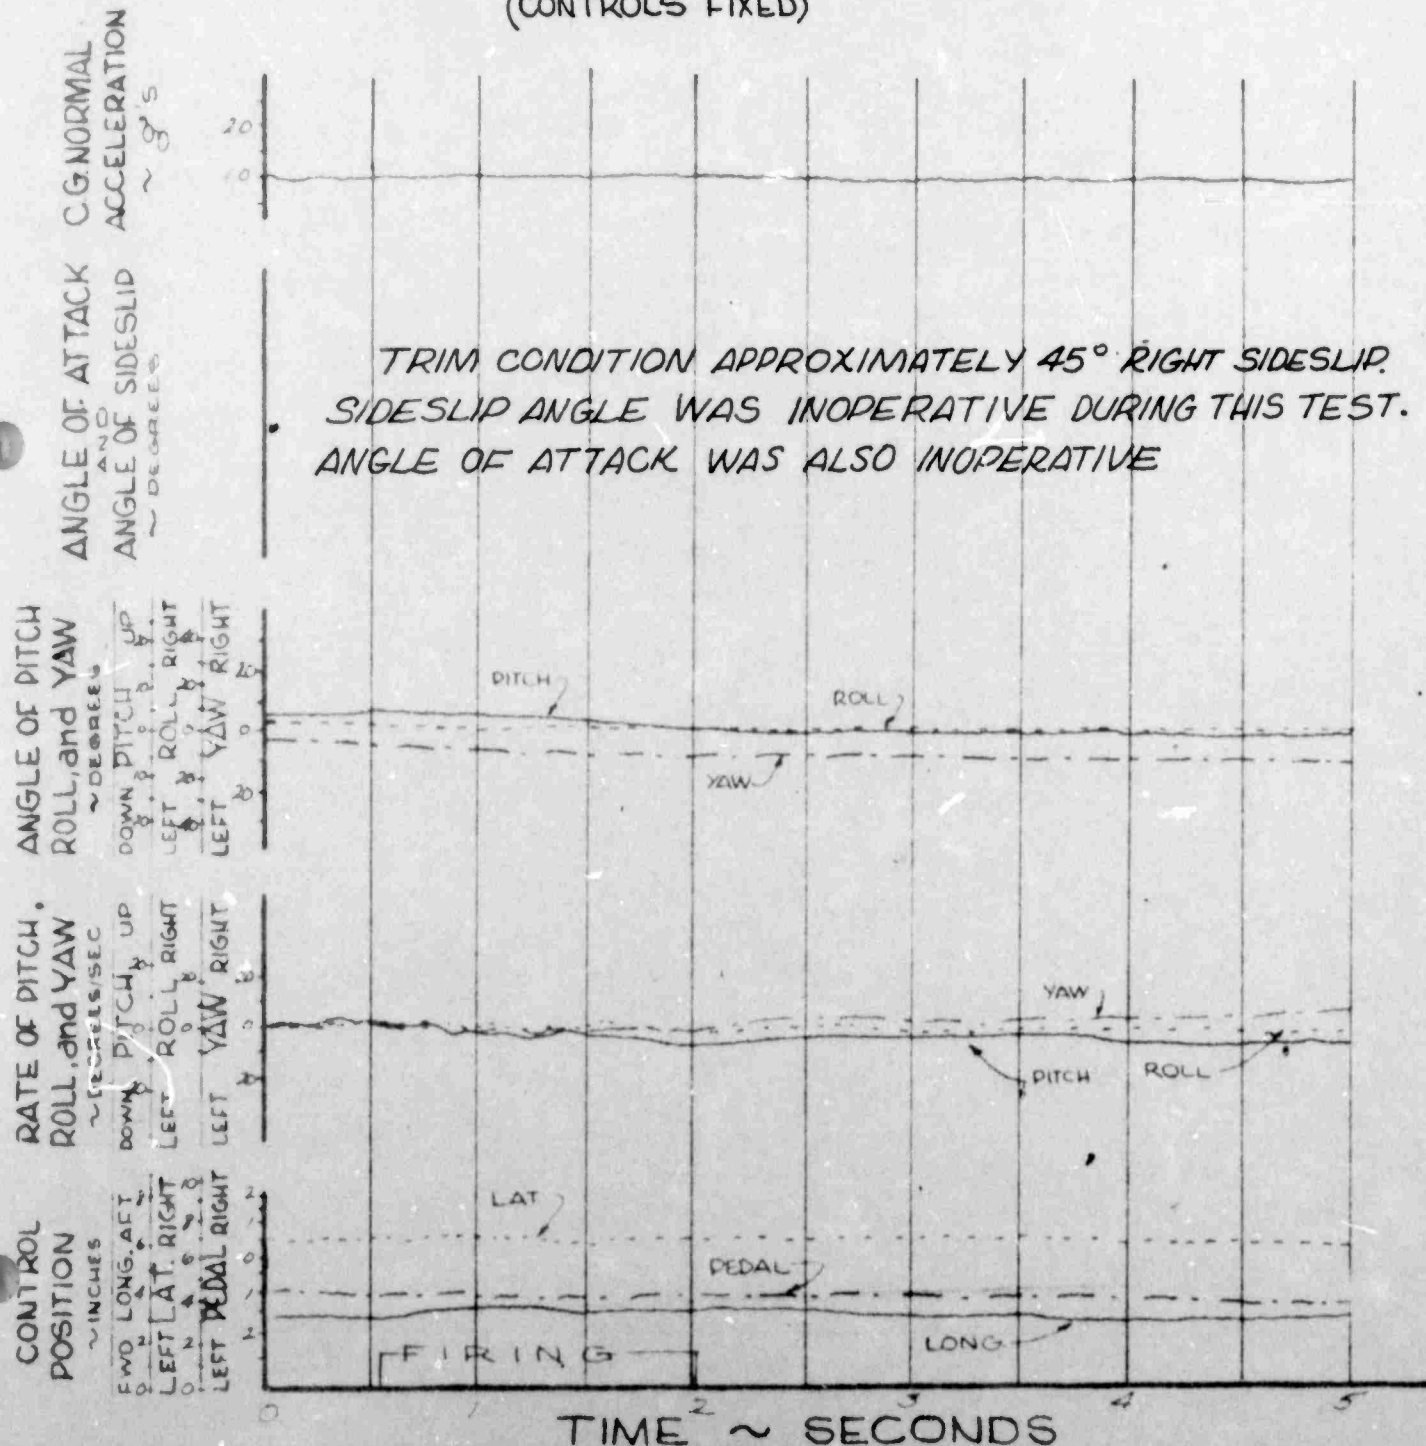 (CONTROLS FIXED)
C.G. NORMAL
ACCELERATION
~ g's
20
ANGLE OF ATTACK
AND
ANGLE OF SIDESLIP
~ DEGREES
TRIM CONDITION APPROXIMATELY 45° RIGHT SIDESLIP.
SIDESLIP ANGLE WAS INOPERATIVE DURING THIS TEST.
ANGLE OF ATTACK WAS ALSO INOPERATIVE
ANGLE OF PITCH
ROLL, and YAW
~ DEGREES
DOWN PITCH UP
LEFT ROLL RIGHT
LEFT YAW RIGHT
20
0
20
PITCH
ROLL
YAW
RATE OF PITCH,
ROLL, and YAW
~ DEGREES/SEC
DOWN PITCH UP
LEFT ROLL RIGHT
LEFT YAW RIGHT
0
20
YAW
PITCH
ROLL
CONTROL
POSITION
~ INCHES
FWD LONG. AFT
LEFT LAT. RIGHT
LEFT PEDAL RIGHT
2
0
2
LAT
PEDAL
LONG
FIRING
0 1 2 3 4 5
TIME ~ SECONDS